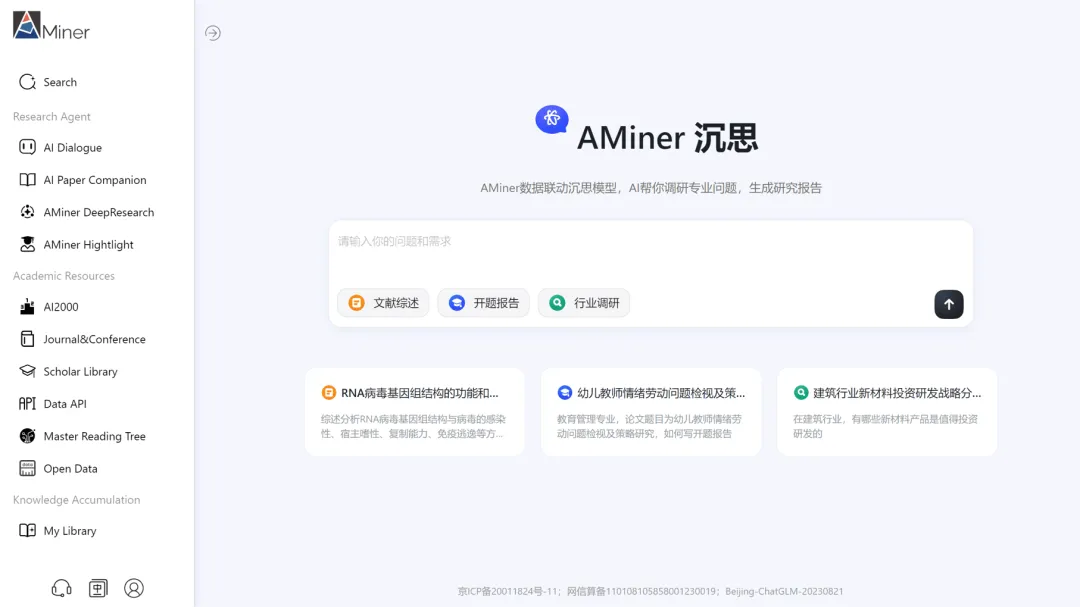 AMiner
Search
Research Agent
AI Dialogue
AI Paper Companion
AMiner DeepResearch
AMiner Hightlight
Academic Resources
AI2000
Journal&Conference
Scholar Library
API
Data API
Master Reading Tree
Open Data
Knowledge Accumulation
My Library
中
AMiner 沉思
AMiner数据联动沉思模型，AI帮你调研专业问题，生成研究报告
请输入你的问题和需求
文献综述
开题报告
行业调研
RNA病毒基因组结构的功能和...
综述分析RNA病毒基因组结构与病毒的感染
性、宿主嗜性、复制能力、免疫逃逸等方...
幼儿教师情绪劳动问题检视及策...
教育管理专业，论文题目为幼儿教师情绪劳
动问题检视及策略研究，如何写开题报告
建筑行业新材料投资研发战略分...
在建筑行业，有哪些新材料产品是值得投资
研发的
京ICP备20011824号-11；网信算备110108105858001230019；Beijing-ChatGLM-20230821